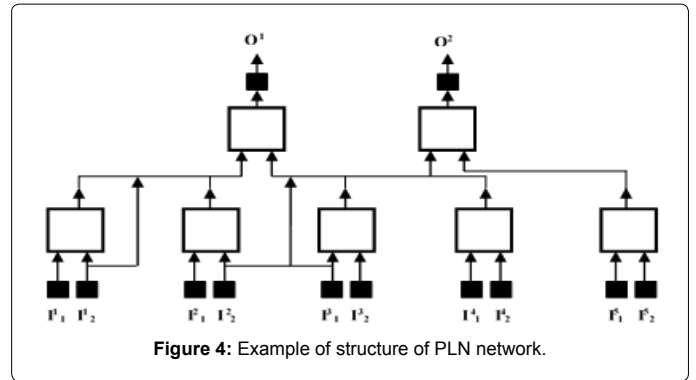 O¹ O²
I¹₁ I¹₂ I²₁ I²₂ I³₁ I³₂ I⁴₁ I⁴₂ I⁵₁ I⁵₂
Figure 4: Example of structure of PLN network.